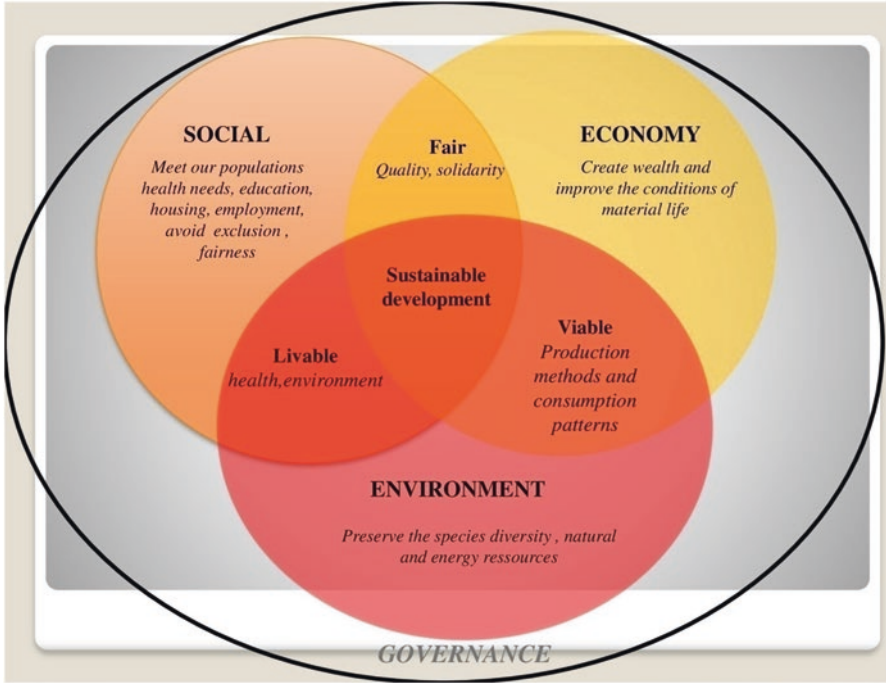 SOCIAL
Meet our populations
health needs, education,
housing, employment,
avoid exclusion ,
fairness
Fair
Quality, solidarity
ECONOMY
Create wealth and
improve the conditions of
material life
Sustainable
development
Livable
health,environment
Viable
Production
methods and
consumption
patterns
ENVIRONMENT
Preserve the species diversity , natural
and energy ressources
GOVERNANCE